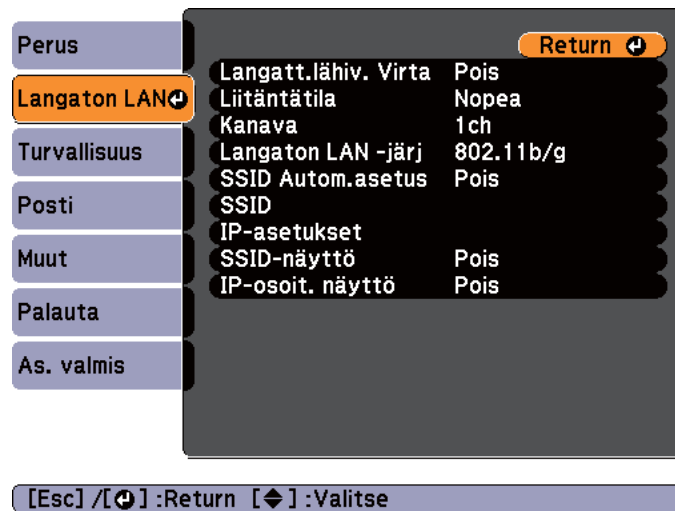 Perus
Langaton LAN
Turvallisuus
Posti
Muut
Palauta
As. valmis
Return
Langatt.lähiv. Virta Pois
Liitäntätila Nopea
Kanava 1ch
Langaton LAN -järj 802.11b/g
SSID Autom.asetus Pois
SSID
IP-asetukset
SSID-näyttö Pois
IP-osoit. näyttö Pois
[Esc] /[⏎] :Return [◆] :Valitse